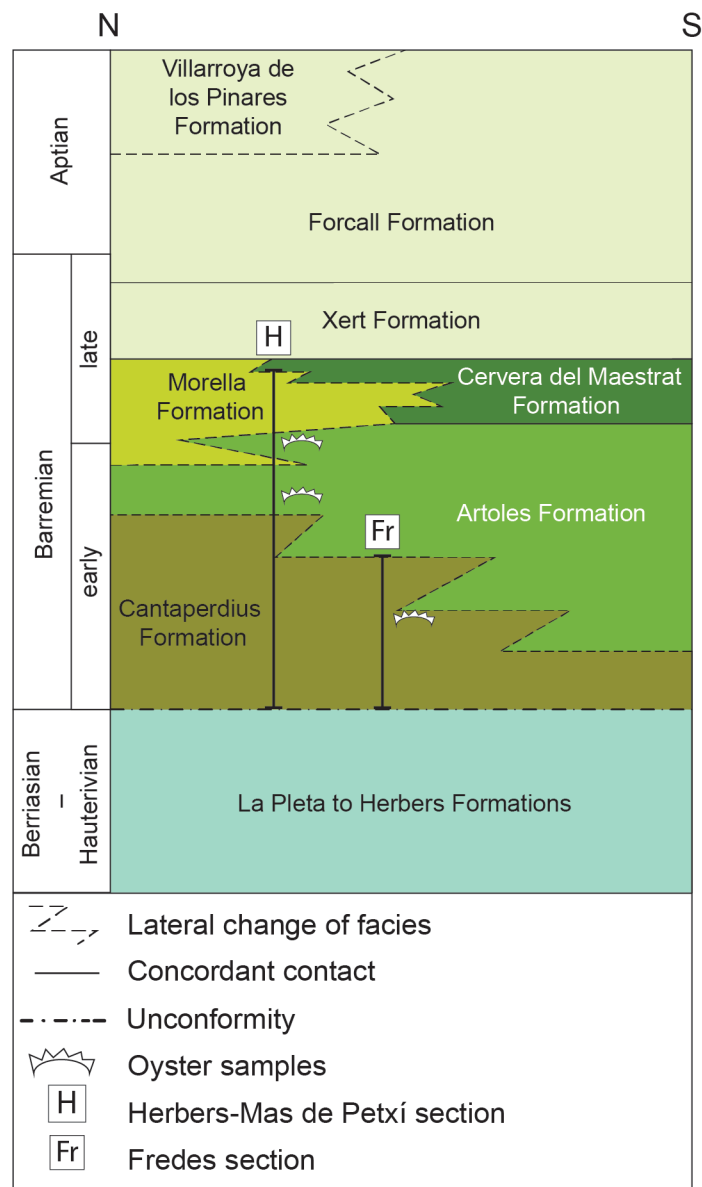 N
S
Aptian
Barremian
late
early
Berriasian
–
Hauterivian
Villarroya de
los Pinares
Formation
Forcall Formation
Xert Formation
H
Morella
Formation
Cervera del Maestrat
Formation
Artoles Formation
Fr
Cantaperdius
Formation
La Pleta to Herbers Formations
Lateral change of facies
Concordant contact
Unconformity
Oyster samples
H
Herbers-Mas de Petxí section
Fr
Fredes section